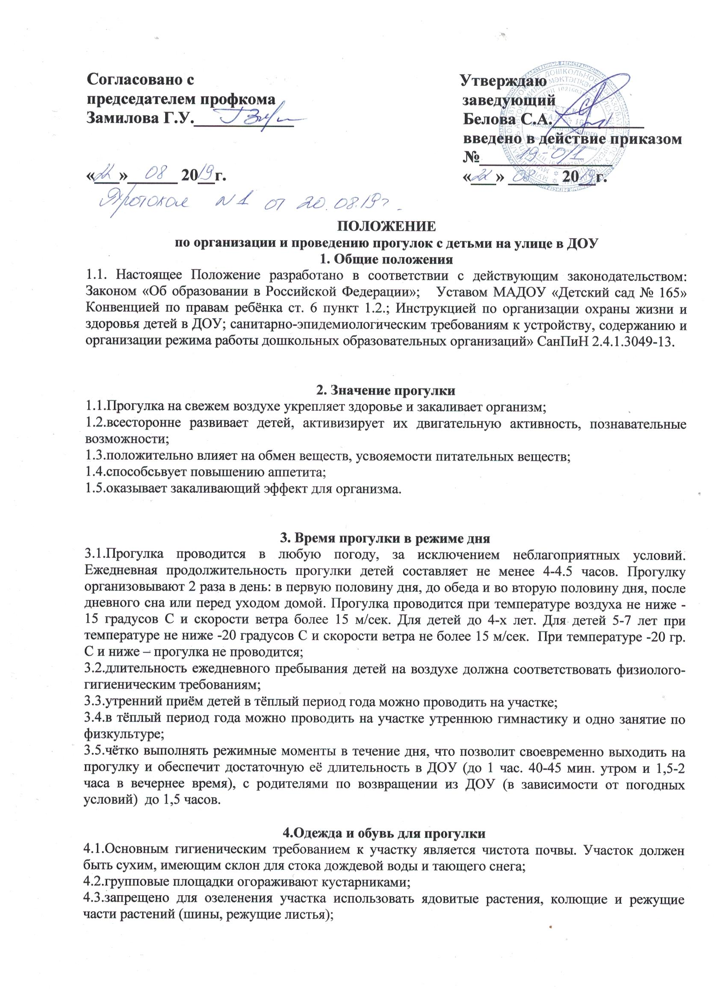 Согласовано с
председателем профкома
Замилова Г.У.
«22» 08 2019г.
Протокол №1 от 20.08.19г.
Утверждаю
заведующий
Белова С.А.
введено в действие приказом
№ 19-0/1
«22» 08 2019г.
ПОЛОЖЕНИЕ
по организации и проведению прогулок с детьми на улице в ДОУ
1. Общие положения
1.1. Настоящее Положение разработано в соответствии с действующим законодательством:
Законом «Об образовании в Российской Федерации»; Уставом МАДОУ «Детский сад № 165»
Конвенцией по правам ребёнка ст. 6 пункт 1.2.; Инструкцией по организации охраны жизни и
здоровья детей в ДОУ; санитарно-эпидемиологическим требованиям к устройству, содержанию и
организации режима работы дошкольных образовательных организаций» СанПиН 2.4.1.3049-13.
2. Значение прогулки
1.1.Прогулка на свежем воздухе укрепляет здоровье и закаливает организм;
1.2.всесторонне развивает детей, активизирует их двигательную активность, познавательные
возможности;
1.3.положительно влияет на обмен веществ, усвояемости питательных веществ;
1.4.способсьвует повышению аппетита;
1.5.оказывает закаливающий эффект для организма.
3. Время прогулки в режиме дня
3.1.Прогулка проводится в любую погоду, за исключением неблагоприятных условий.
Ежедневная продолжительность прогулки детей составляет не менее 4-4.5 часов. Прогулку
организовывают 2 раза в день: в первую половину дня, до обеда и во вторую половину дня, после
дневного сна или перед уходом домой. Прогулка проводится при температуре воздуха не ниже -
15 градусов С и скорости ветра более 15 м/сек. Для детей до 4-х лет. Для детей 5-7 лет при
температуре не ниже -20 градусов С и скорости ветра не более 15 м/сек. При температуре -20 гр.
С и ниже – прогулка не проводится;
3.2.длительность ежедневного пребывания детей на воздухе должна соответствовать физиолого-
гигиеническим требованиям;
3.3.утренний приём детей в тёплый период года можно проводить на участке;
3.4.в тёплый период года можно проводить на участке утреннюю гимнастику и одно занятие по
физкультуре;
3.5.чётко выполнять режимные моменты в течение дня, что позволит своевременно выходить на
прогулку и обеспечит достаточную её длительность в ДОУ (до 1 час. 40-45 мин. утром и 1,5-2
часа в вечернее время), с родителями по возвращении из ДОУ (в зависимости от погодных
условий) до 1,5 часов.
4.Одежда и обувь для прогулки
4.1.Основным гигиеническим требованием к участку является чистота почвы. Участок должен
быть сухим, имеющим склон для стока дождевой воды и тающего снега;
4.2.групповые площадки огораживают кустарниками;
4.3.запрещено для озеленения участка использовать ядовитые растения, колющие и режущие
части растений (шины, режущие листья);